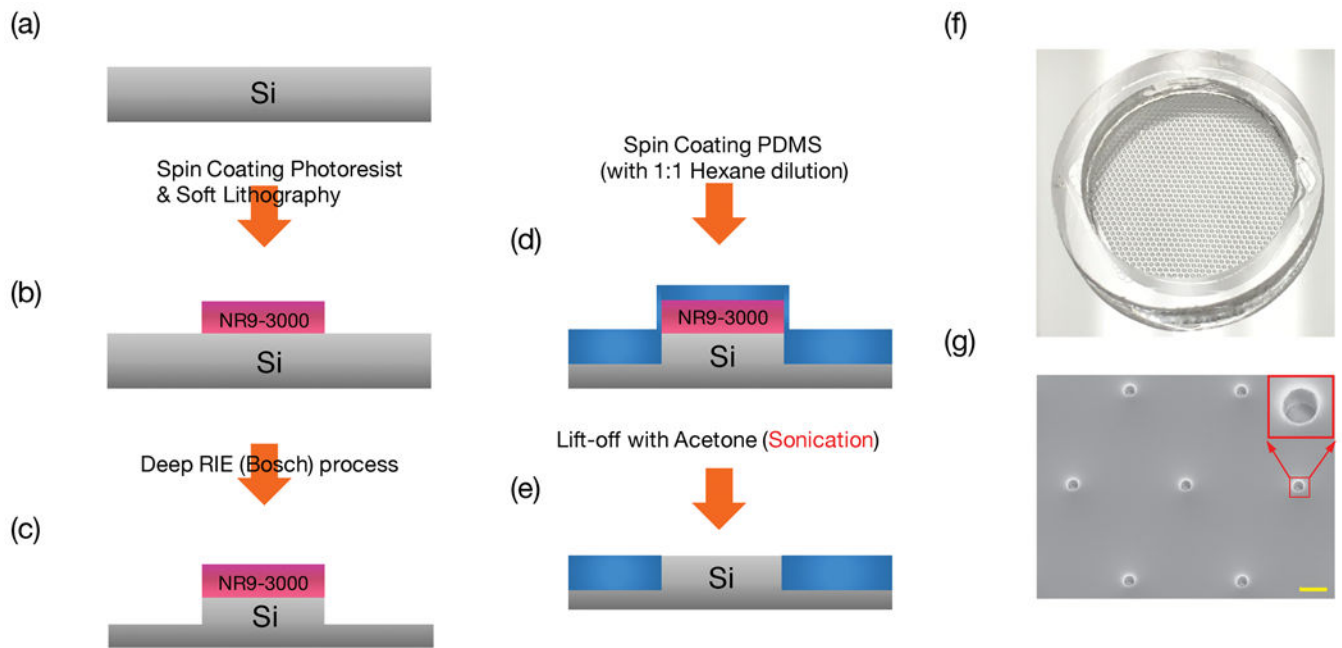 (a)
Si
Spin Coating Photoresist
& Soft Lithography
(b)
NR9-3000
Si
Deep RIE (Bosch) process
(c)
NR9-3000
Si
Spin Coating PDMS
(with 1:1 Hexane dilution)
(d)
NR9-3000
Si
Lift-off with Acetone (Sonication)
(e)
Si
(f)
(g)